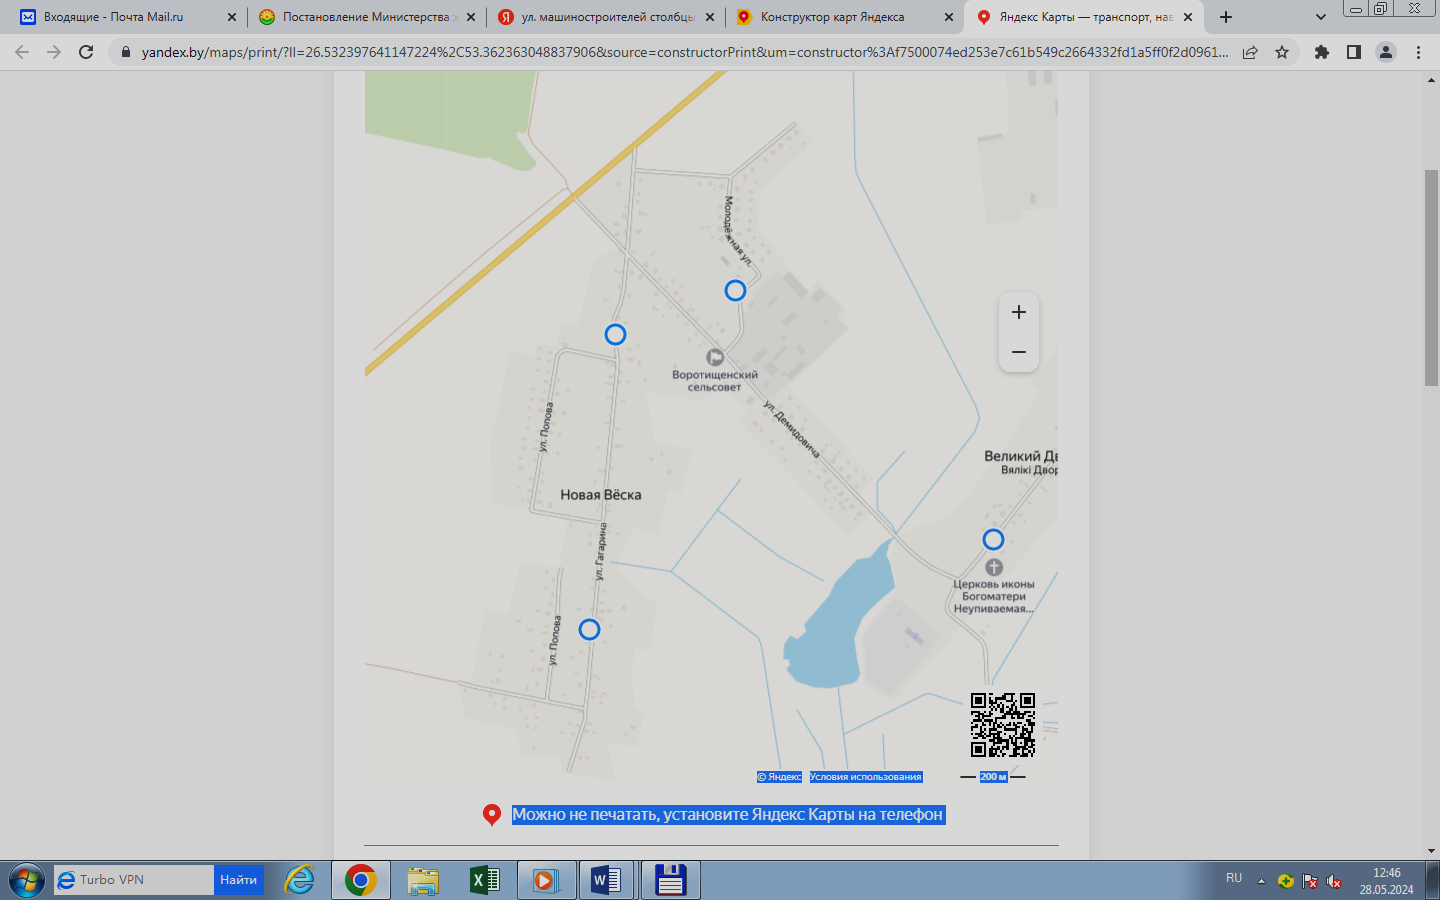 Входящие - Почта Mail.ru
Постановление Министерства ж
ул. машиностроителей столбцы
Конструктор карт Яндекса
Яндекс Карты — транспорт, нав
yandex.by/maps/print/?ll=26.532397641147224%2C53.362363048837906&source=constructorPrint&um=constructor%3Af7500074ed253e7c61b549c2664332fd1a5ff0f2d0961...
Молодёжная ул.
Воротищенский
сельсовет
ул. Демидовича
ул. Попова
Великий Дв
Вялікі Двор
Новая Вёска
ул. Гагарина
Церковь иконы
Богоматери
Неупиваемая...
ул. Попова
© Яндекс Условия использования
200 м
Можно не печатать, установите Яндекс Карты на телефон
Turbo VPN
Найти
RU
12:46
28.05.2024